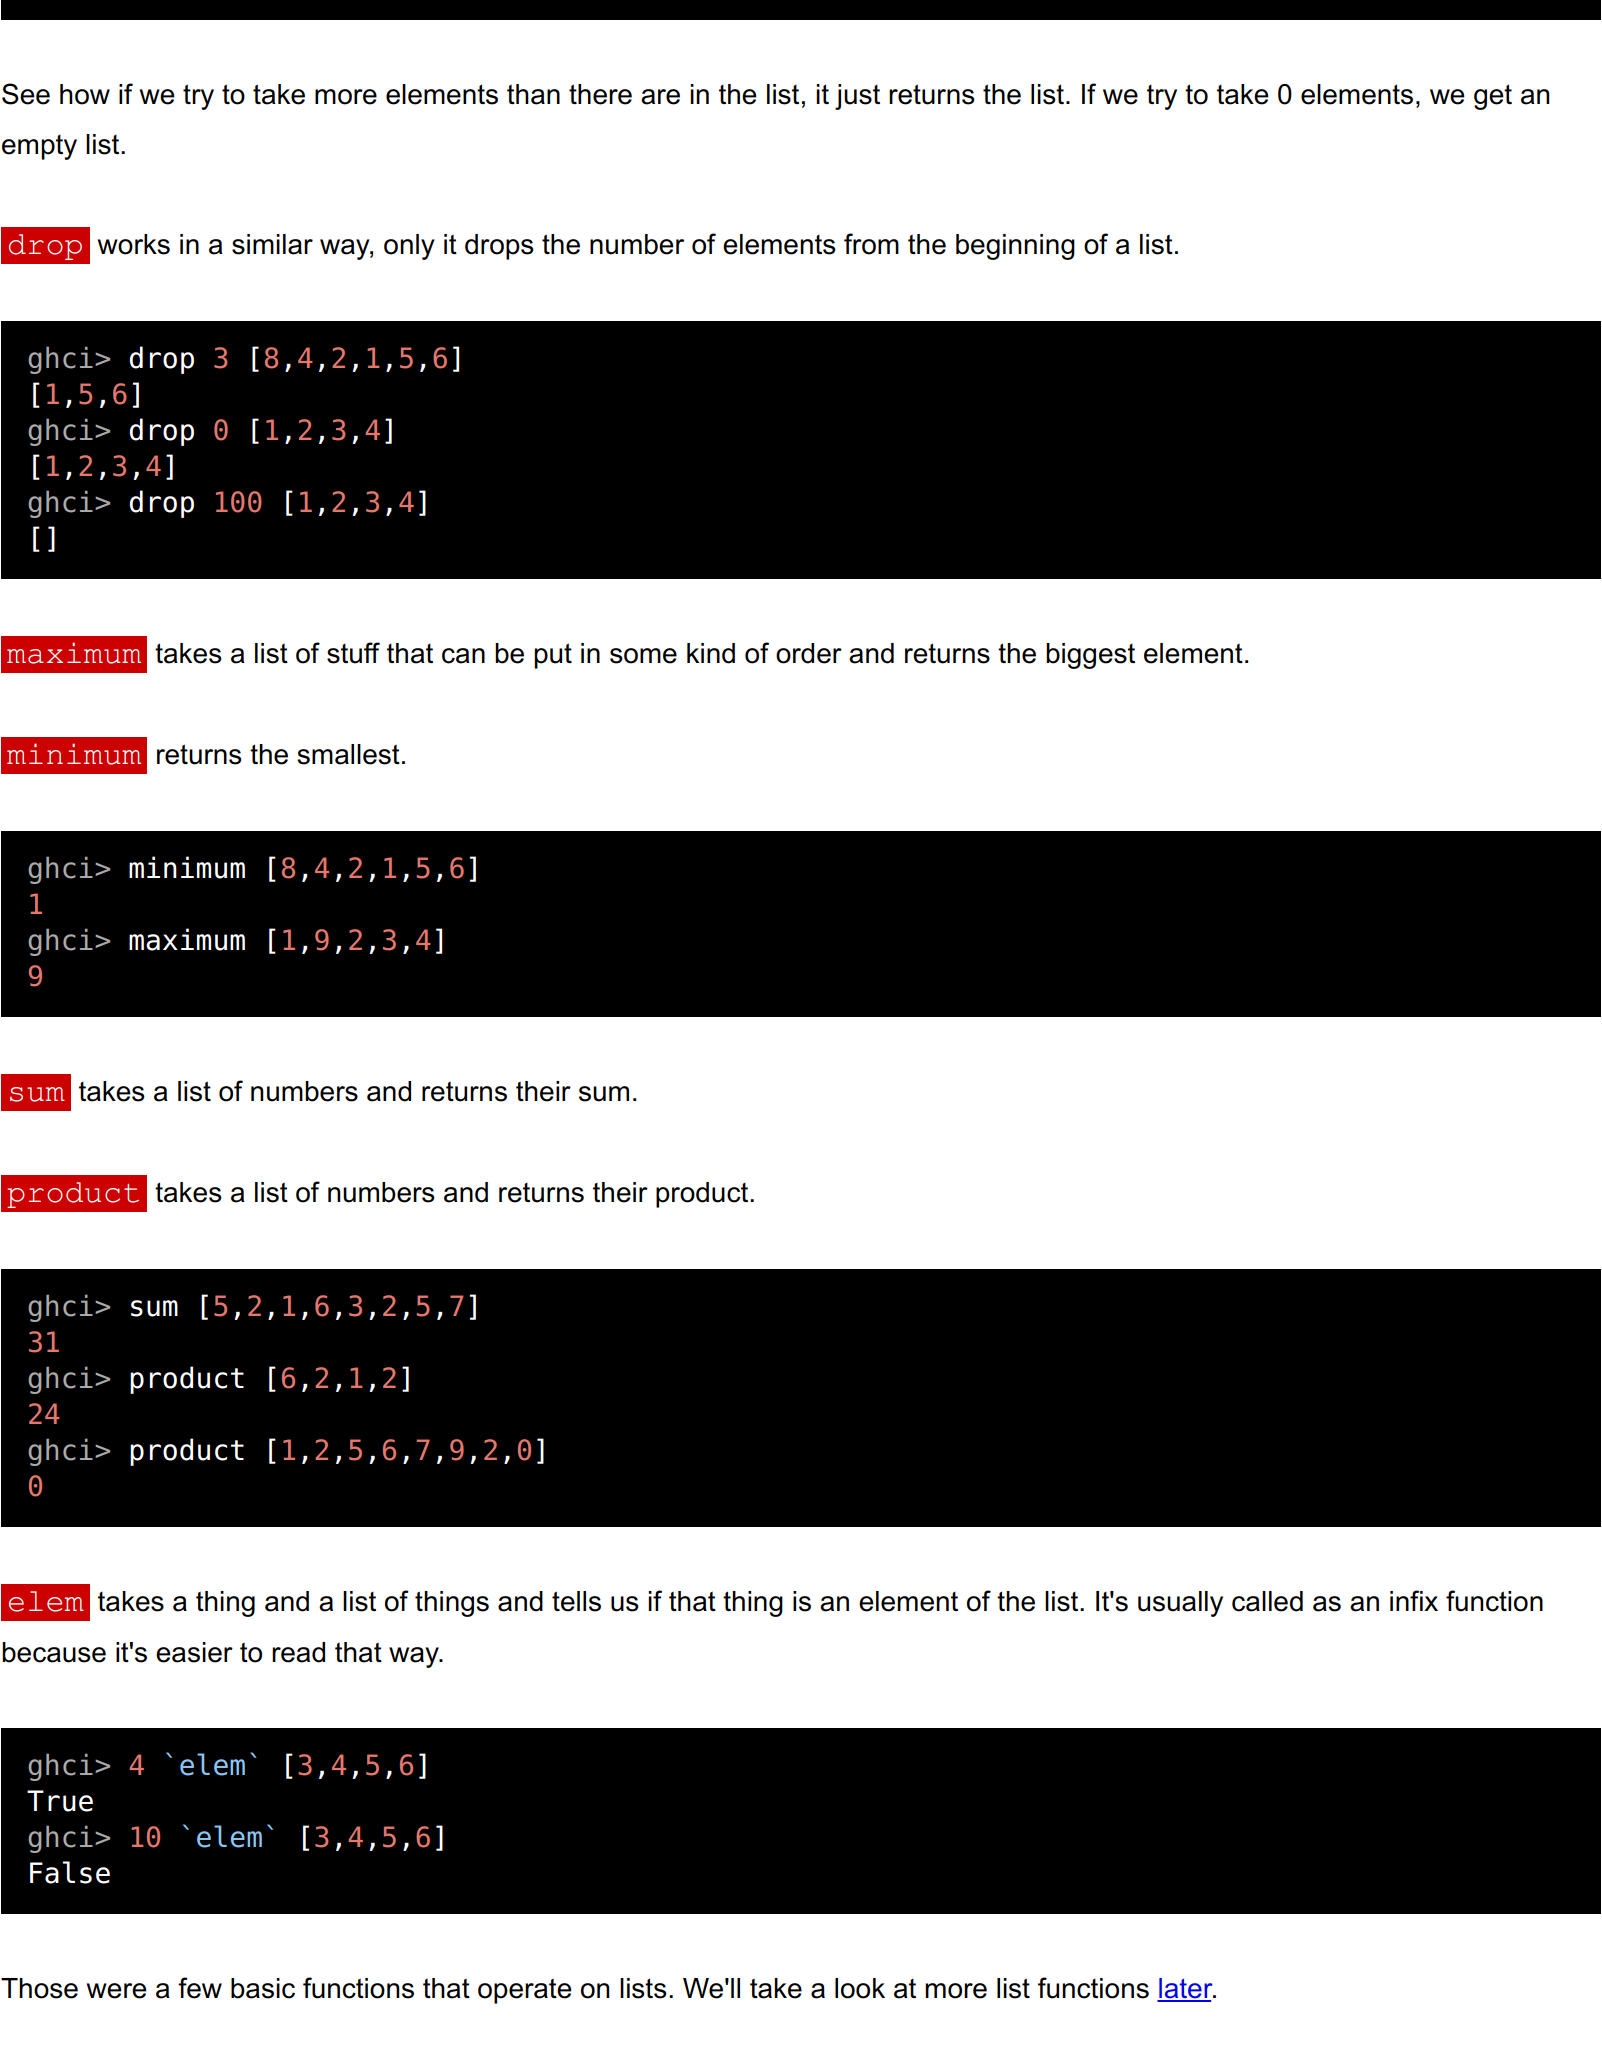 See how if we try to take more elements than there are in the list, it just returns the list. If we try to take 0 elements, we get an
empty list.
drop works in a similar way, only it drops the number of elements from the beginning of a list.
ghci> drop 3 [8,4,2,1,5,6]
[1,5,6]
ghci> drop 0 [1,2,3,4]
[1,2,3,4]
ghci> drop 100 [1,2,3,4]
[]
maximum takes a list of stuff that can be put in some kind of order and returns the biggest element.
minimum returns the smallest.
ghci> minimum [8,4,2,1,5,6]
1
ghci> maximum [1,9,2,3,4]
9
sum takes a list of numbers and returns their sum.
product takes a list of numbers and returns their product.
ghci> sum [5,2,1,6,3,2,5,7]
31
ghci> product [6,2,1,2]
24
ghci> product [1,2,5,6,7,9,2,0]
0
elem takes a thing and a list of things and tells us if that thing is an element of the list. It's usually called as an infix function
because it's easier to read that way.
ghci> 4 `elem` [3,4,5,6]
True
ghci> 10 `elem` [3,4,5,6]
False
Those were a few basic functions that operate on lists. We'll take a look at more list functions later.